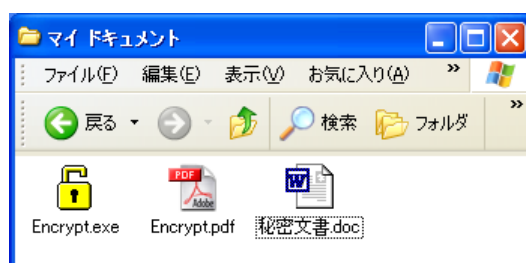 マイ ドキュメント
ファイル(F) 編集(E) 表示(V) お気に入り(A) »
戻る 検索 フォルダ »
PDF
Adobe
W
Encrypt.exe Encrypt.pdf 秘密文書.doc